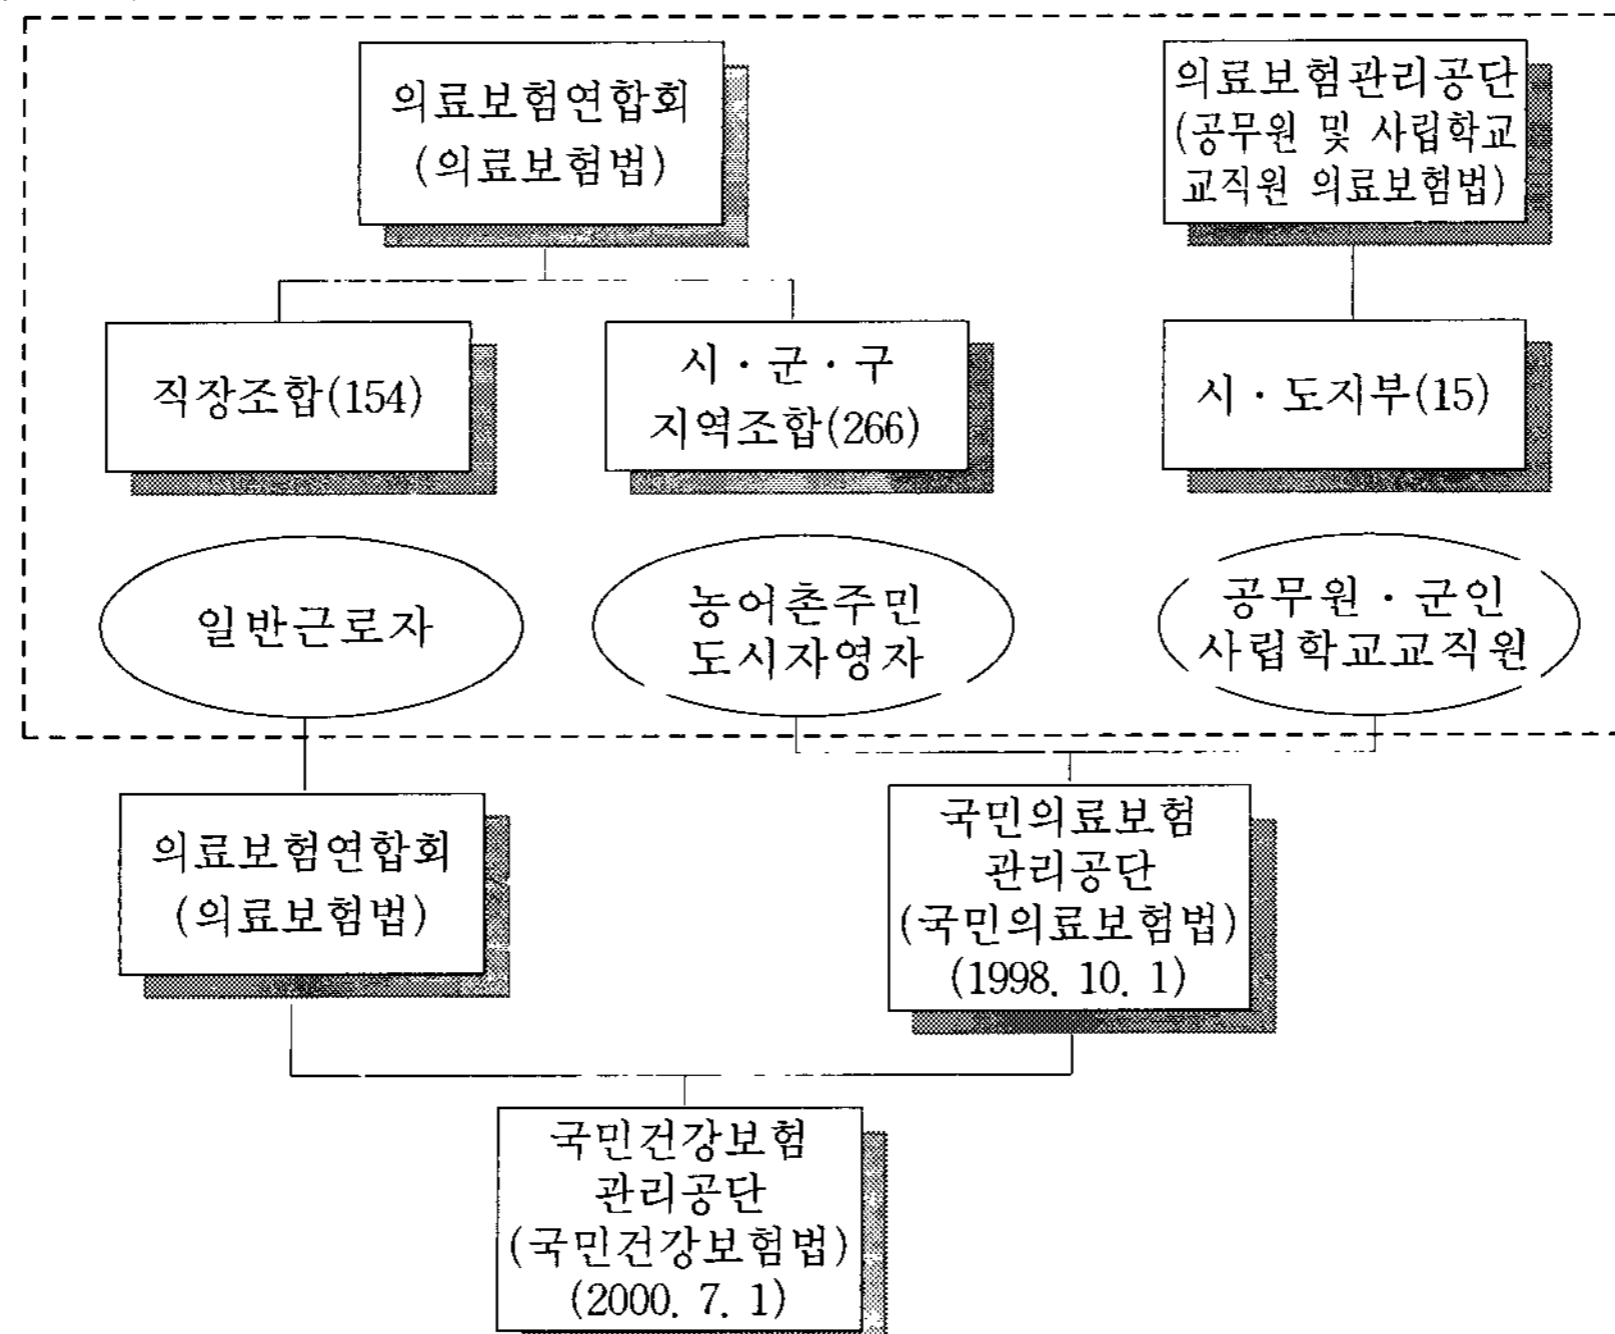 의료보험연합회
(의료보험법)
의료보험관리공단
(공무원 및 사립학교
교직원 의료보험법)
직장조합(154)
시・군・구
지역조합(266)
시・도지부(15)
일반근로자
농어촌주민
도시자영자
공무원・군인
사립학교교직원
의료보험연합회
(의료보험법)
국민의료보험
관리공단
(국민의료보험법)
(1998. 10. 1)
국민건강보험
관리공단
(국민건강보험법)
(2000. 7. 1)